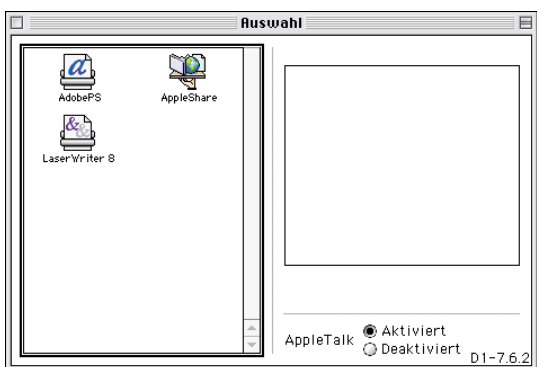 Auswahl
AdobePS
AppleShare
LaserWriter 8
AppleTalk
Aktiviert
Deaktiviert
D1-7.6.2